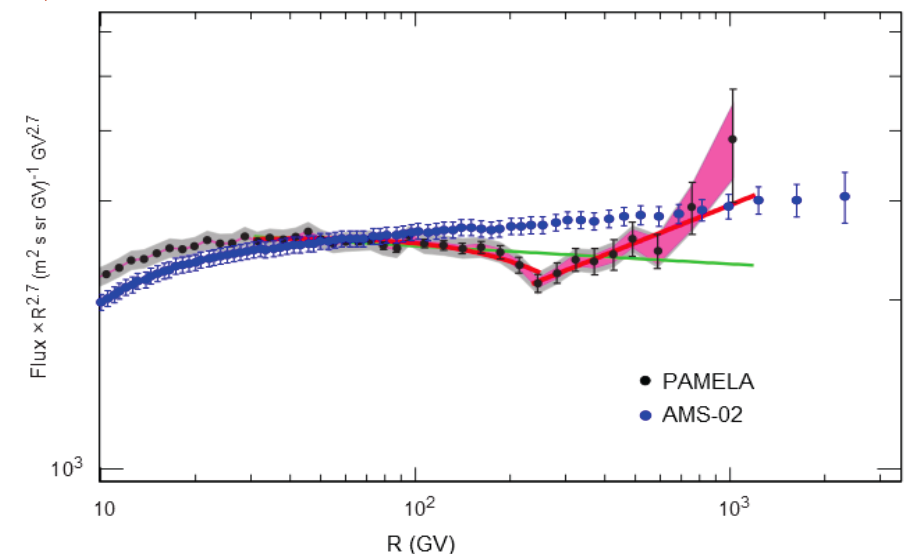 Flux × R^2.7 (m^2 s sr GV)^-1 GV^2.7
PAMELA
AMS-02
10^3
10
10^2
10^3
R (GV)